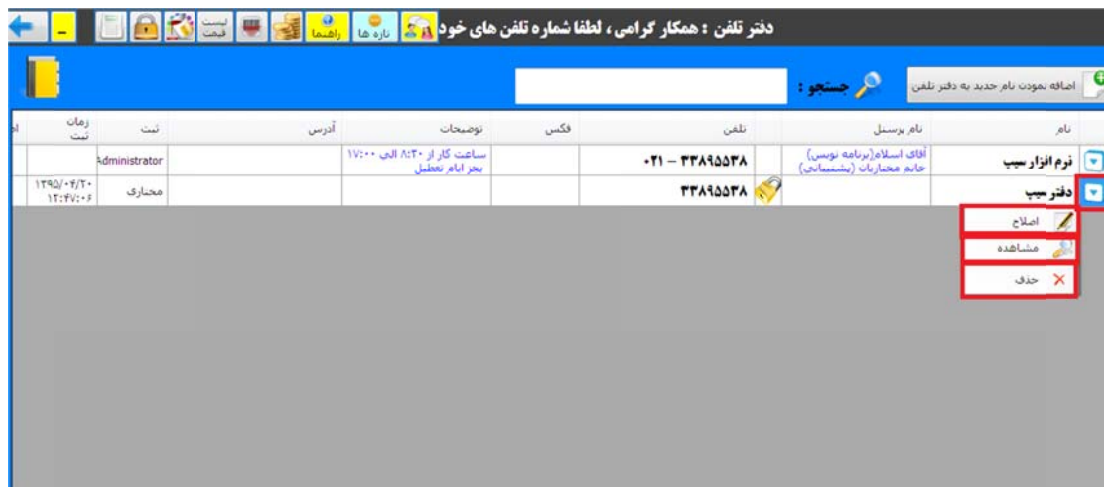 دفتر تلفن : همکار گرامی ، لطفا شماره تلفن های خود
تازه ها
راهنما
لیست قیمت
اضافه نمودن نام جدید به دفتر تلفن
جستجو :
نام
نام پرسنل
تلفن
فکس
توضیحات
آدرس
ثبت
زمان ثبت
نرم افزار سیب
آقای اسلام(برنامه نویس)
خانم مختاریات (پشتیبانی)
۰۲۱ – ۳۳۸۹۵۵۳۸
ساعت کار از ۸:۳۰ الی ۱۷:۰۰
بجز ایام تعطیل
Administrator
دفتر سیب
۳۳۸۹۵۵۳۸
مختاری
۱۳۹۵/۰۴/۲۰
۱۲:۴۷:۰۶
اصلاح
مشاهده
حذف